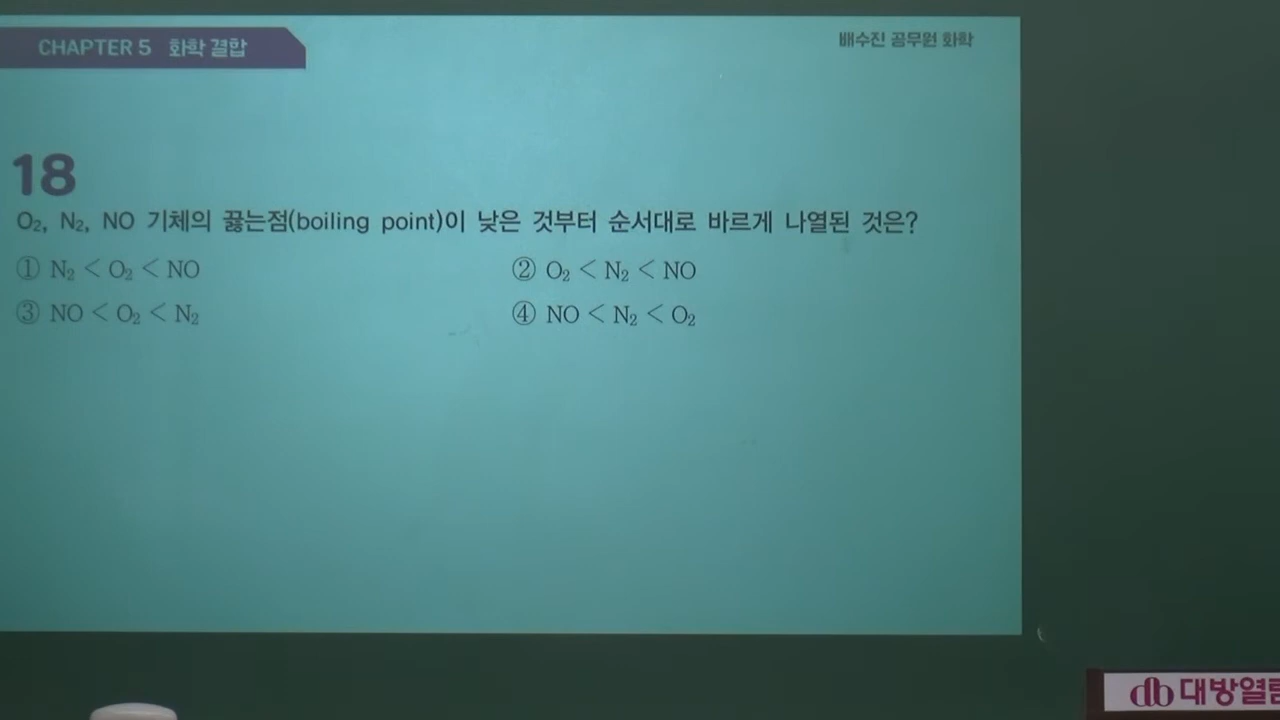 CHAPTER 5 화학 결합
배수진 공무원 화학
18
O₂, N₂, NO 기체의 끓는점(boiling point)이 낮은 것부터 순서대로 바르게 나열된 것은?
① N₂ < O₂ < NO
② O₂ < N₂ < NO
③ NO < O₂ < N₂
④ NO < N₂ < O₂
대방열림